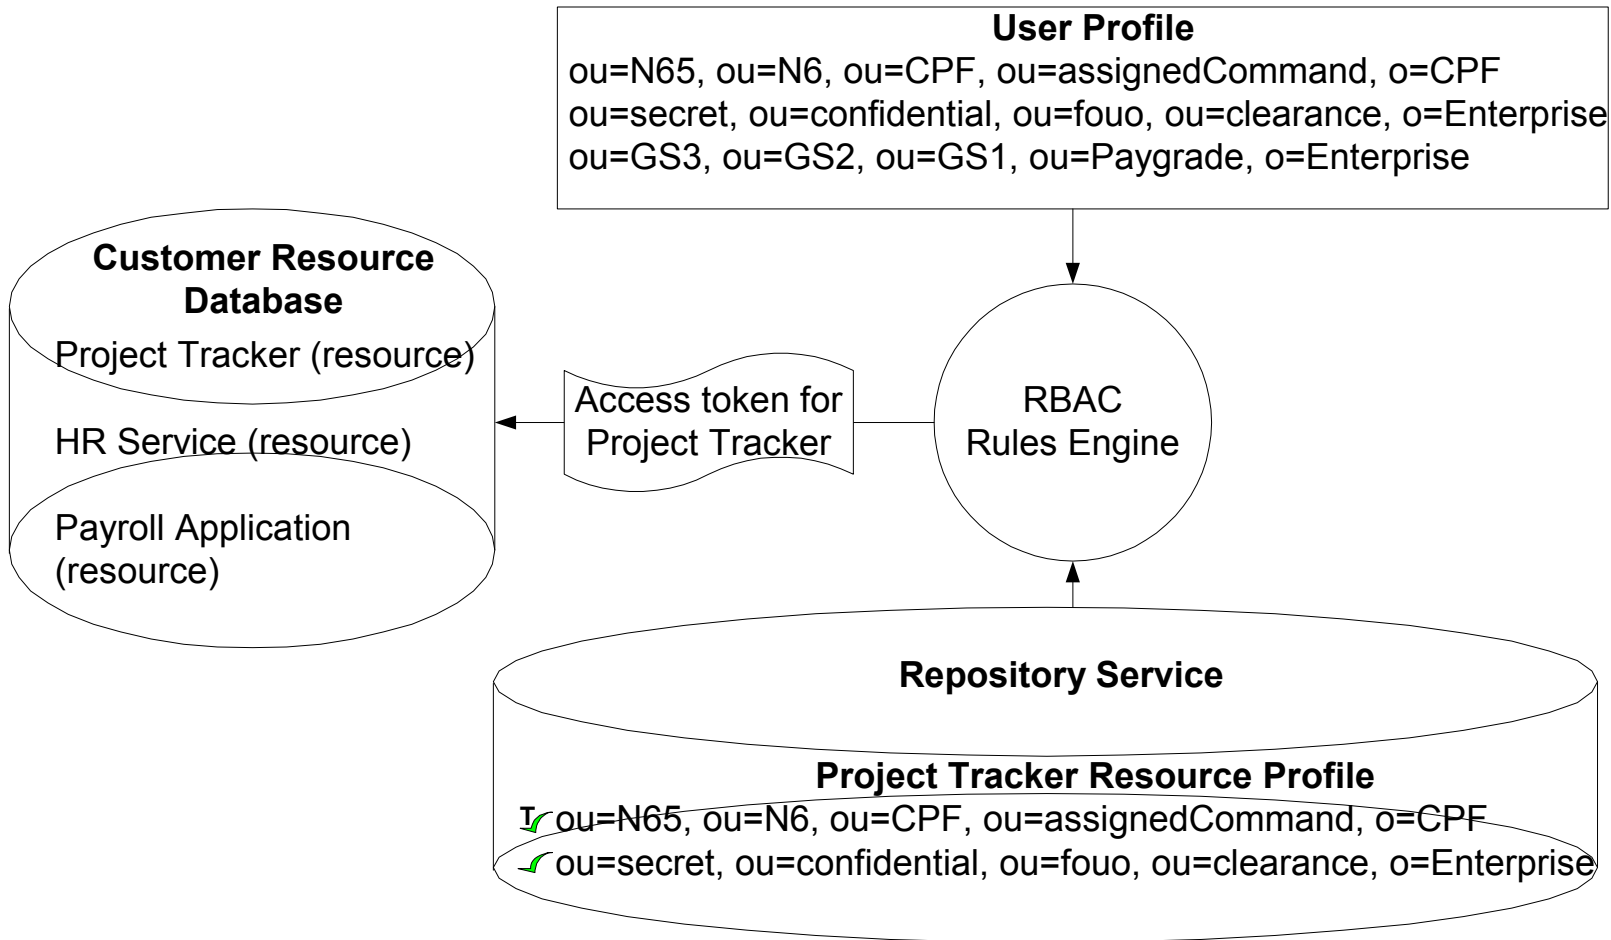 User Profile
ou=N65, ou=N6, ou=CPF, ou=assignedCommand, o=CPF
ou=secret, ou=confidential, ou=fouo, ou=clearance, o=Enterprise
ou=GS3, ou=GS2, ou=GS1, ou=Paygrade, o=Enterprise
Customer Resource
Database
Project Tracker (resource)
HR Service (resource)
Payroll Application
(resource)
Access token for
Project Tracker
RBAC
Rules Engine
Repository Service
Project Tracker Resource Profile
T ou=N65, ou=N6, ou=CPF, ou=assignedCommand, o=CPF
ou=secret, ou=confidential, ou=fouo, ou=clearance, o=Enterprise